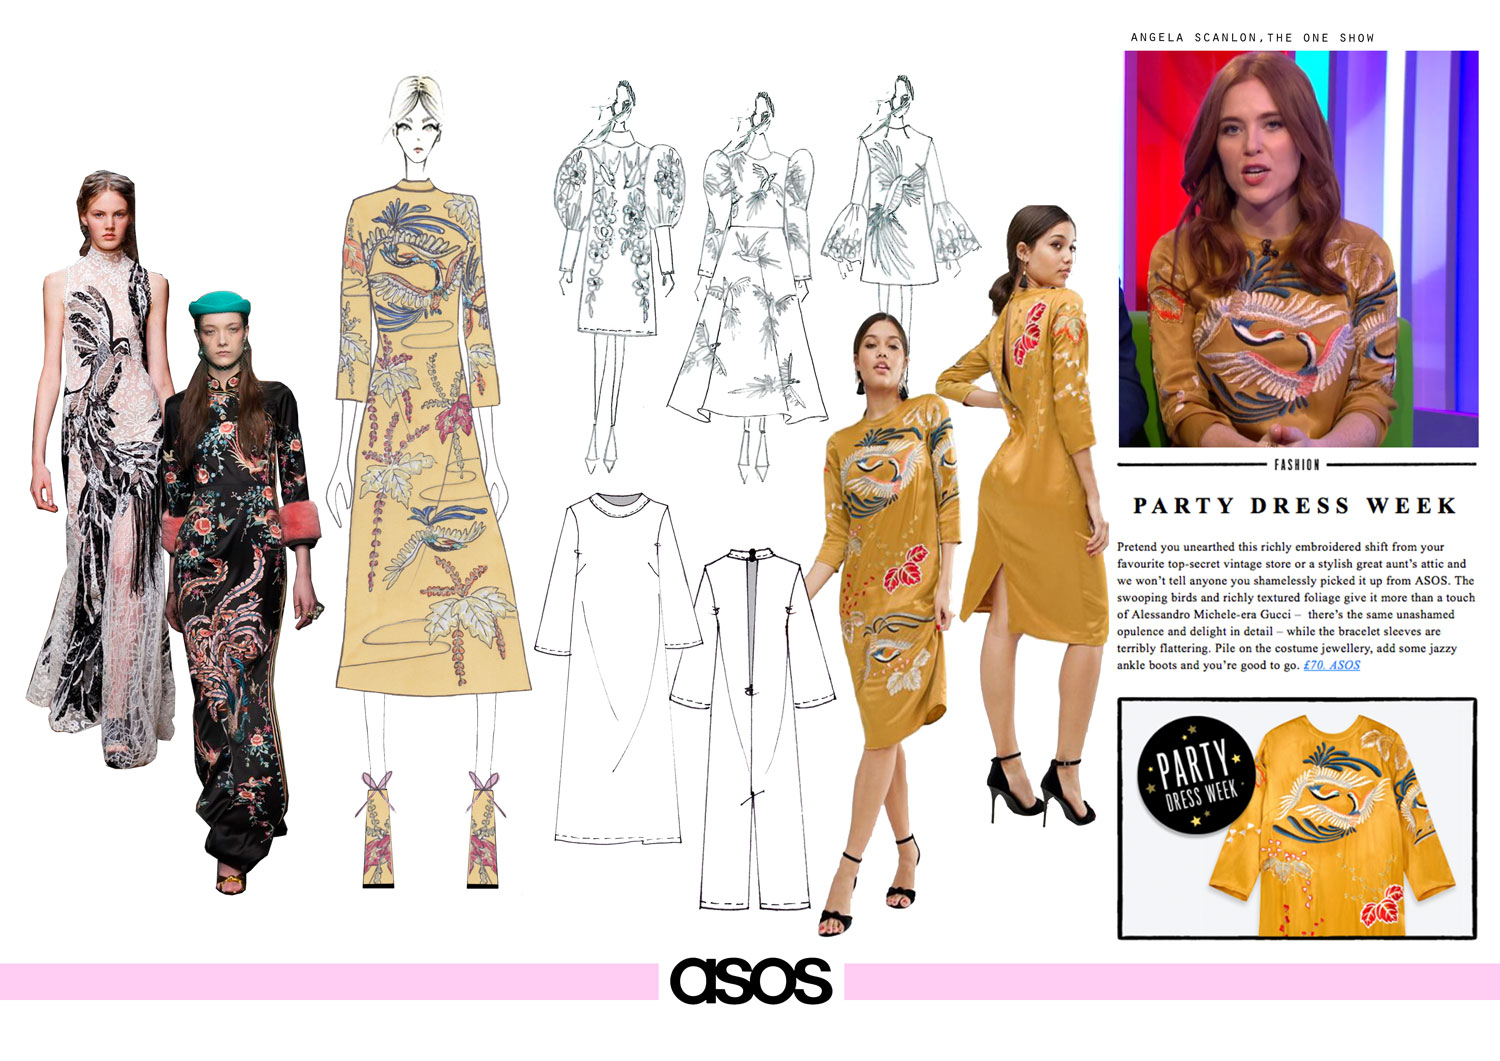 ANGELA SCANLON,THE ONE SHOW
FASHION
PARTY DRESS WEEK
Pretend you unearthed this richly embroidered shift from your
favourite top-secret vintage store or a stylish great aunt's attic and
we won't tell anyone you shamelessly picked it up from ASOS. The
swooping birds and richly textured foliage give it more than a touch
of Alessandro Michele-era Gucci – there's the same unashamed
opulence and delight in detail – while the bracelet sleeves are
terribly flattering. Pile on the costume jewellery, add some jazzy
ankle boots and you're good to go. £70, ASOS
PARTY
DRESS WEEK
asos